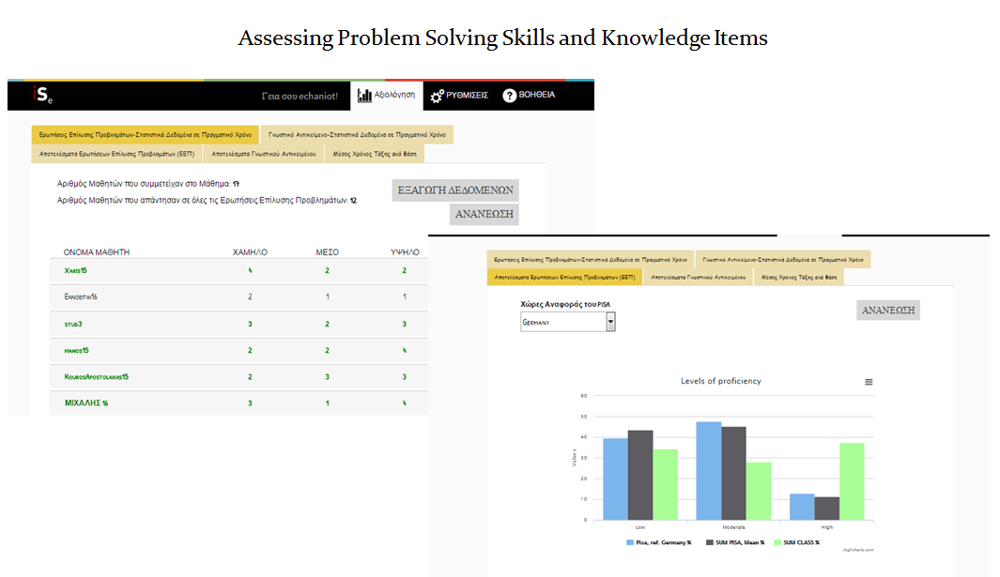 Assessing Problem Solving Skills and Knowledge Items
iSe
Γεια σου echaniot!
Αξιολόγηση
ΡΥΘΜΙΣΕΙΣ
ΒΟΗΘΕΙΑ
Ερωτήσεις Επίλυσης Προβλημάτων-Στατιστικά Δεδομένα σε Πραγματικό Χρόνο
Γνωστικό Αντικείμενο-Στατιστικά Δεδομένα σε Πραγματικό Χρόνο
Αποτελέσματα Ερωτήσεων Επίλυσης Προβλημάτων (ΕΕΠ)
Αποτελέσματα Γνωστικού Αντικειμένου
Μέσος Χρόνος Τάξης ανά Φάση
Αριθμός Μαθητών που συμμετείχαν στο Μάθημα: 17
Αριθμός Μαθητών που απάντησαν σε όλες τις Ερωτήσεις Επίλυσης Προβλημάτων: 12
ΕΞΑΓΩΓΗ ΔΕΔΟΜΕΝΩΝ
ΑΝΑΝΕΩΣΗ
ΟΝΟΜΑ ΜΑΘΗΤΗ ΧΑΜΗΛΟ ΜΕΣΟ ΥΨΗΛΟ
Xaris15 4 2 2
Εννοειται16 2 1 1
stud3 3 2 3
manos15 2 2 4
KourosApostolakhs15 2 3 3
ΜΙΧΑΛΗΣ 16 3 1 4
Ερωτήσεις Επίλυσης Προβλημάτων-Στατιστικά Δεδομένα σε Πραγματικό Χρόνο
Γνωστικό Αντικείμενο-Στατιστικά Δεδομένα σε Πραγματικό Χρόνο
Αποτελέσματα Ερωτήσεων Επίλυσης Προβλημάτων (ΕΕΠ)
Αποτελέσματα Γνωστικού Αντικειμένου
Μέσος Χρόνος Τάξης ανά Φάση
Χώρες Αναφοράς του PISA
Germany
ΑΝΑΝΕΩΣΗ
Levels of proficiency
Values
60
50
40
30
20
10
0
Low Moderate High
Pisa, ref. Germany % SUM PISA, Mean % SUM CLASS %
Highcharts.com